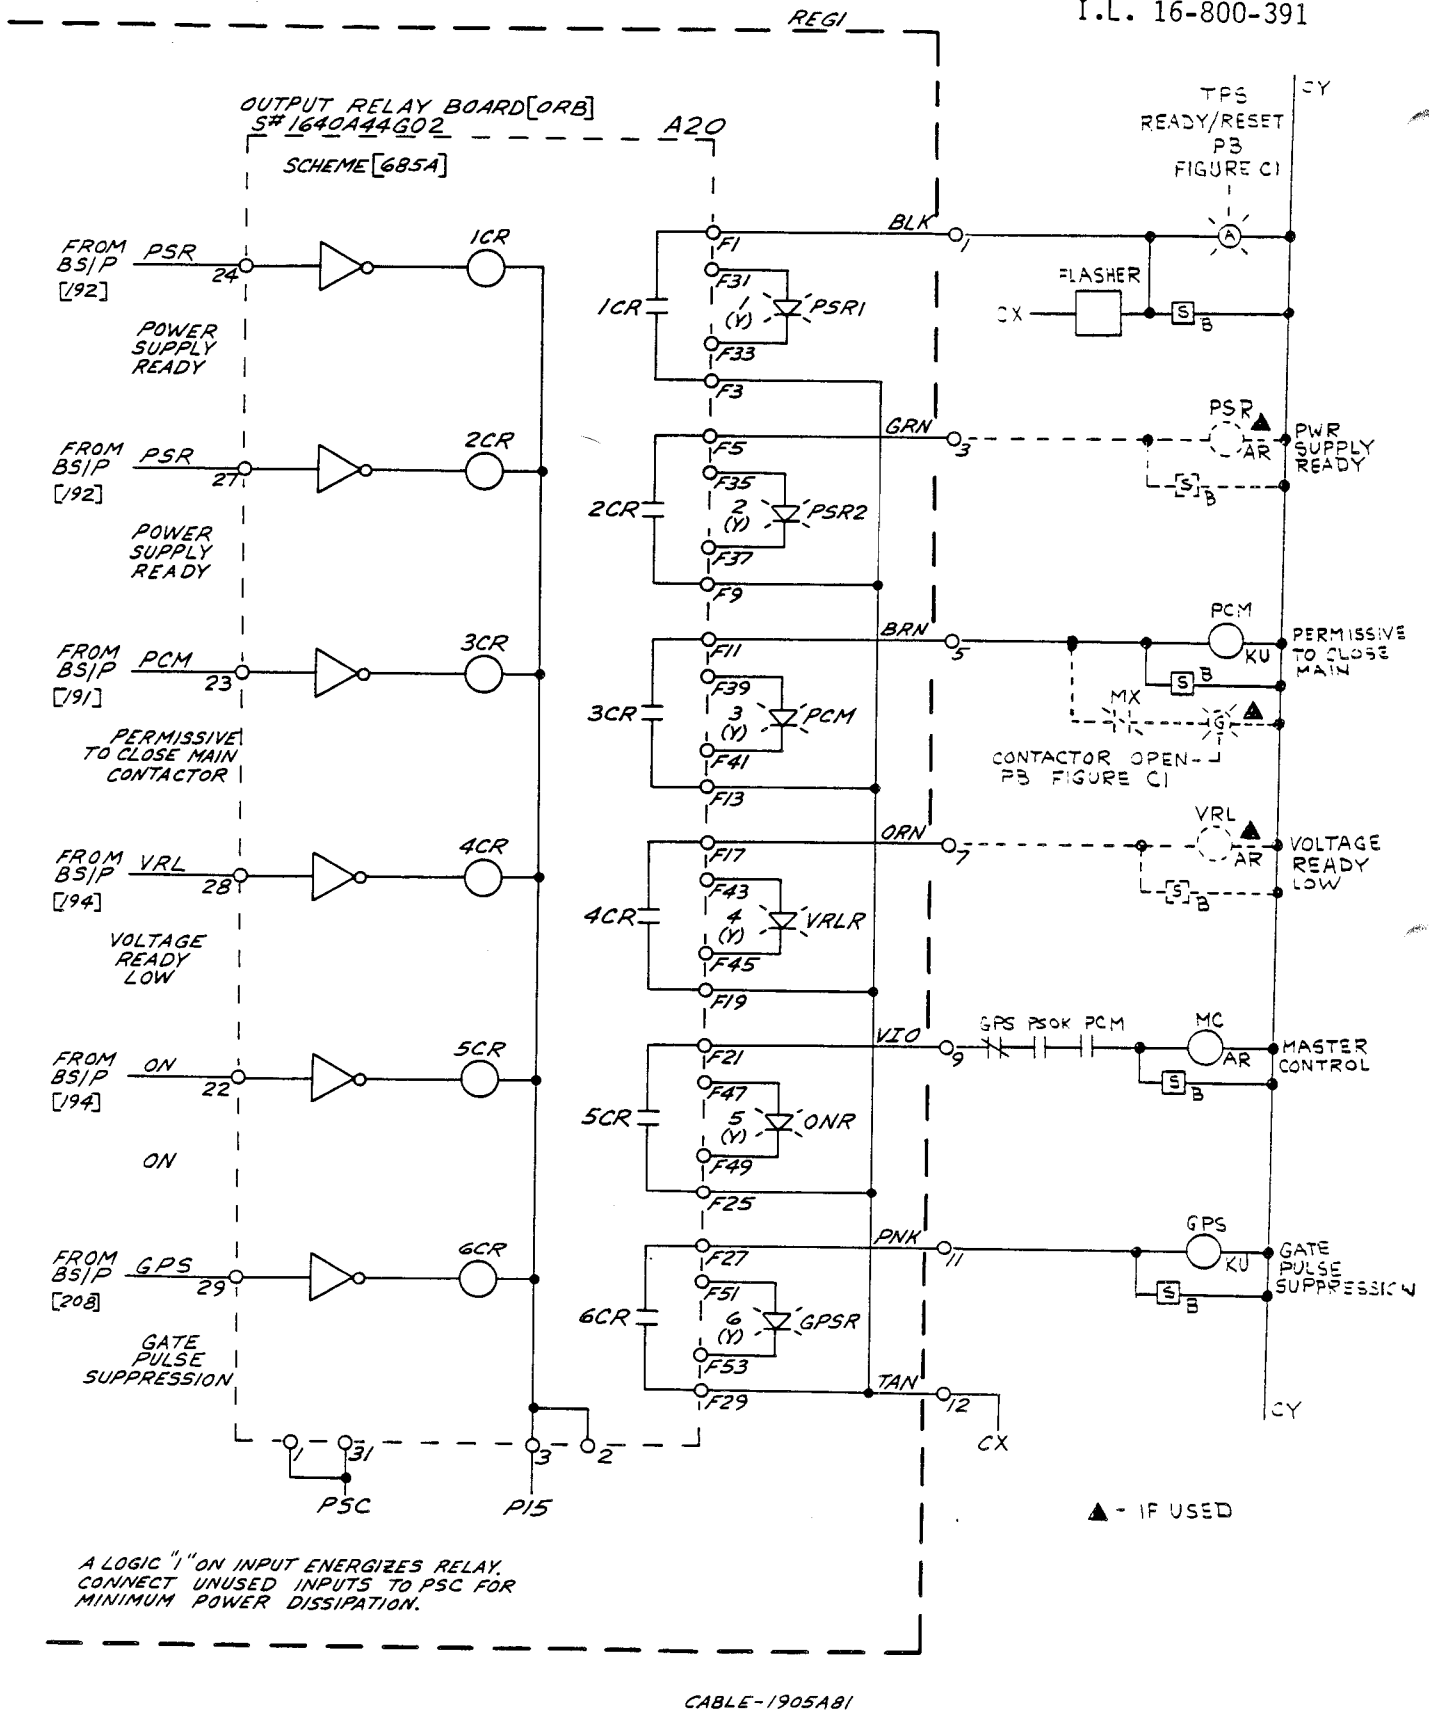 REG1
I.L. 16-800-391
OUTPUT RELAY BOARD[ORB]
S# 1640A44G02
A20
SCHEME[685A]
CY
TPS
READY/RESET
PB
FIGURE C1
FROM
BS/P
[192]
PSR
24
1CR
POWER
SUPPLY
READY
1CR
F1
F31
1
(Y)
PSR1
F33
F3
BLK
1
A
FLASHER
CX
S
B
FROM
BS/P
[192]
PSR
27
2CR
POWER
SUPPLY
READY
2CR
F5
F35
2
(Y)
PSR2
F37
F9
GRN
3
PSR
AR
PWR
SUPPLY
READY
S
B
FROM
BS/P
[191]
PCM
23
3CR
PERMISSIVE
TO CLOSE MAIN
CONTACTOR
3CR
F11
F39
3
(Y)
PCM
F41
F13
BRN
5
PCM
KU
PERMISSIVE
TO CLOSE
MAIN
S
B
MX
G
CONTACTOR OPEN
PB FIGURE C1
FROM
BS/P
[194]
VRL
28
4CR
VOLTAGE
READY
LOW
4CR
F17
F43
4
(Y)
VRLR
F45
F19
ORN
7
VRL
AR
VOLTAGE
READY
LOW
S
B
FROM
BS/P
[194]
ON
22
5CR
ON
5CR
F21
F47
5
(Y)
ONR
F49
F25
VIO
9
GPS PSOK PCM
MC
AR
MASTER
CONTROL
S
B
FROM
BS/P
[208]
GPS
29
6CR
GATE
PULSE
SUPPRESSION
6CR
F27
F51
6
(Y)
GPSR
F53
F29
PNK
11
GPS
KU
GATE
PULSE
SUPPRESSION
S
B
TAN
12
CX
CY
1
31
3
2
PSC
P15
▲ - IF USED
A LOGIC "1" ON INPUT ENERGIZES RELAY.
CONNECT UNUSED INPUTS TO PSC FOR
MINIMUM POWER DISSIPATION.
CABLE-1905A81